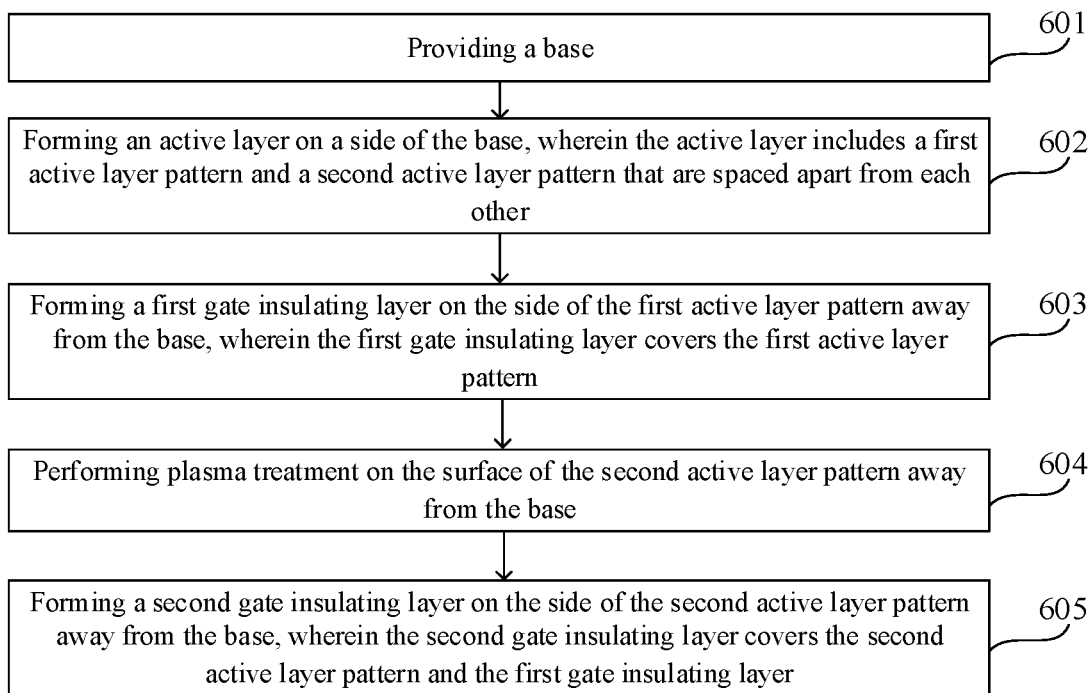 601
Providing a base
Forming an active layer on a side of the base, wherein the active layer includes a first
602
active layer pattern and a second active layer pattern that are spaced apart from each
other
Forming a first gate insulating layer on the side of the first active layer pattern away
603
from the base, wherein the first gate insulating layer covers the first active layer
pattern
604
Performing plasma treatment on the surface of the second active layer pattern away
from the base
Forming a second gate insulating layer on the side of the second active layer pattern
605
away from the base, wherein the second gate insulating layer covers the second
active layer pattern and the first gate insulating layer